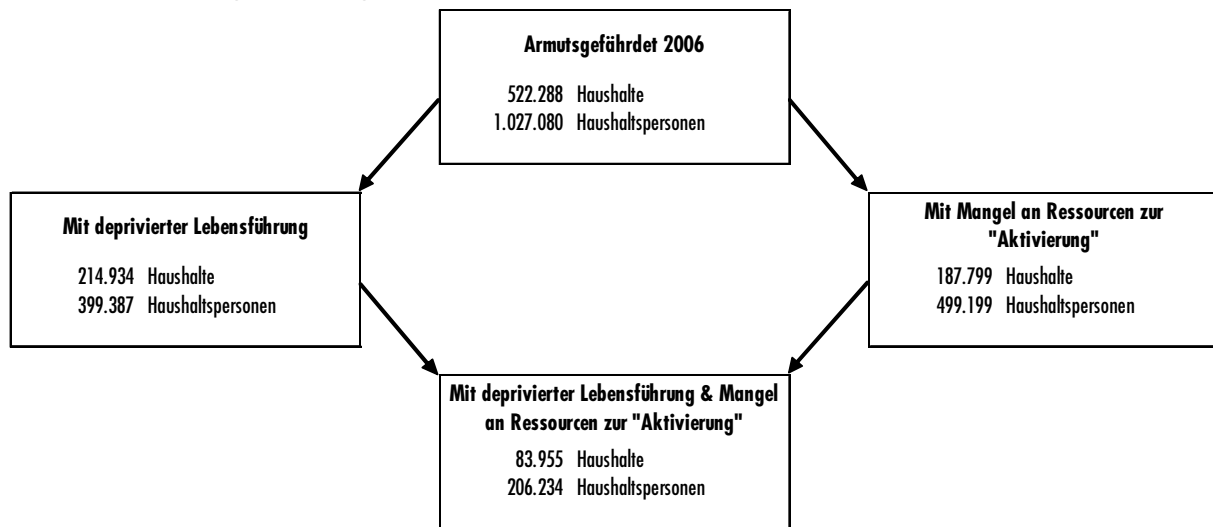 Armutsgefährdet 2006
522.288 Haushalte
1.027.080 Haushaltspersonen
Mit deprivierter Lebensführung
214.934 Haushalte
399.387 Haushaltspersonen
Mit Mangel an Ressourcen zur
"Aktivierung"
187.799 Haushalte
499.199 Haushaltspersonen
Mit deprivierter Lebensführung & Mangel
an Ressourcen zur "Aktivierung"
83.955 Haushalte
206.234 Haushaltspersonen